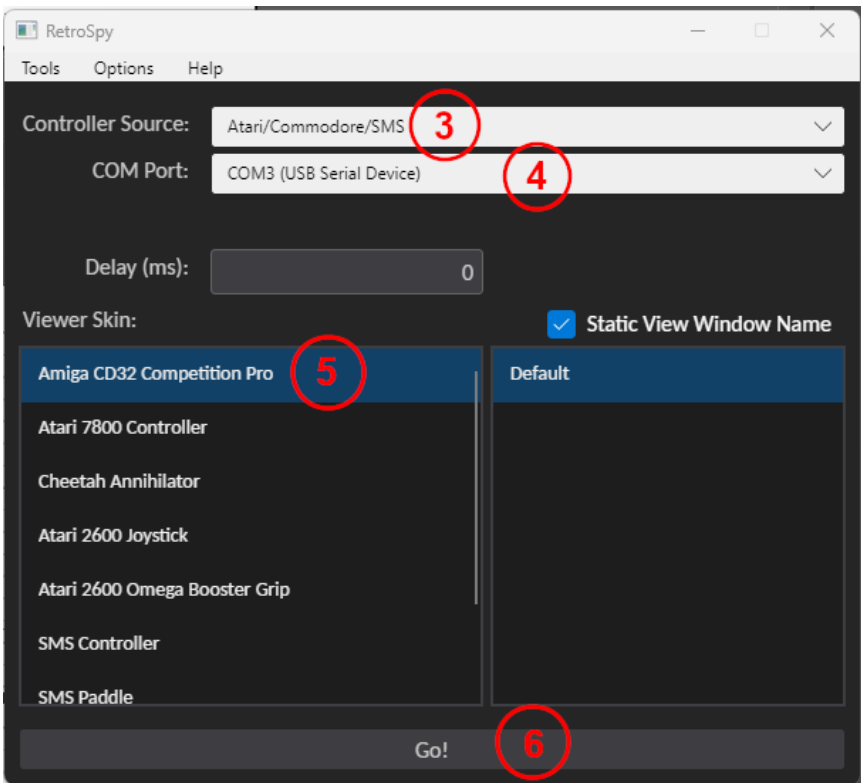 RetroSpy
Tools Options Help
Controller Source: Atari/Commodore/SMS 3
COM Port: COM3 (USB Serial Device) 4
Delay (ms): 0
Viewer Skin: Static View Window Name
Amiga CD32 Competition Pro 5 Default
Atari 7800 Controller
Cheetah Annihilator
Atari 2600 Joystick
Atari 2600 Omega Booster Grip
SMS Controller
SMS Paddle
Go! 6